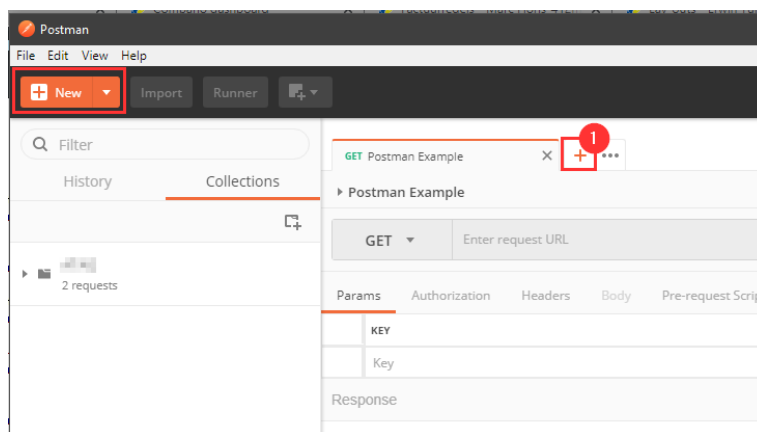 Postman
File Edit View Help
New Import Runner
Filter
History Collections
2 requests
GET Postman Example
1
Postman Example
GET Enter request URL
Params Authorization Headers Body Pre-request Scrip
KEY
Key
Response